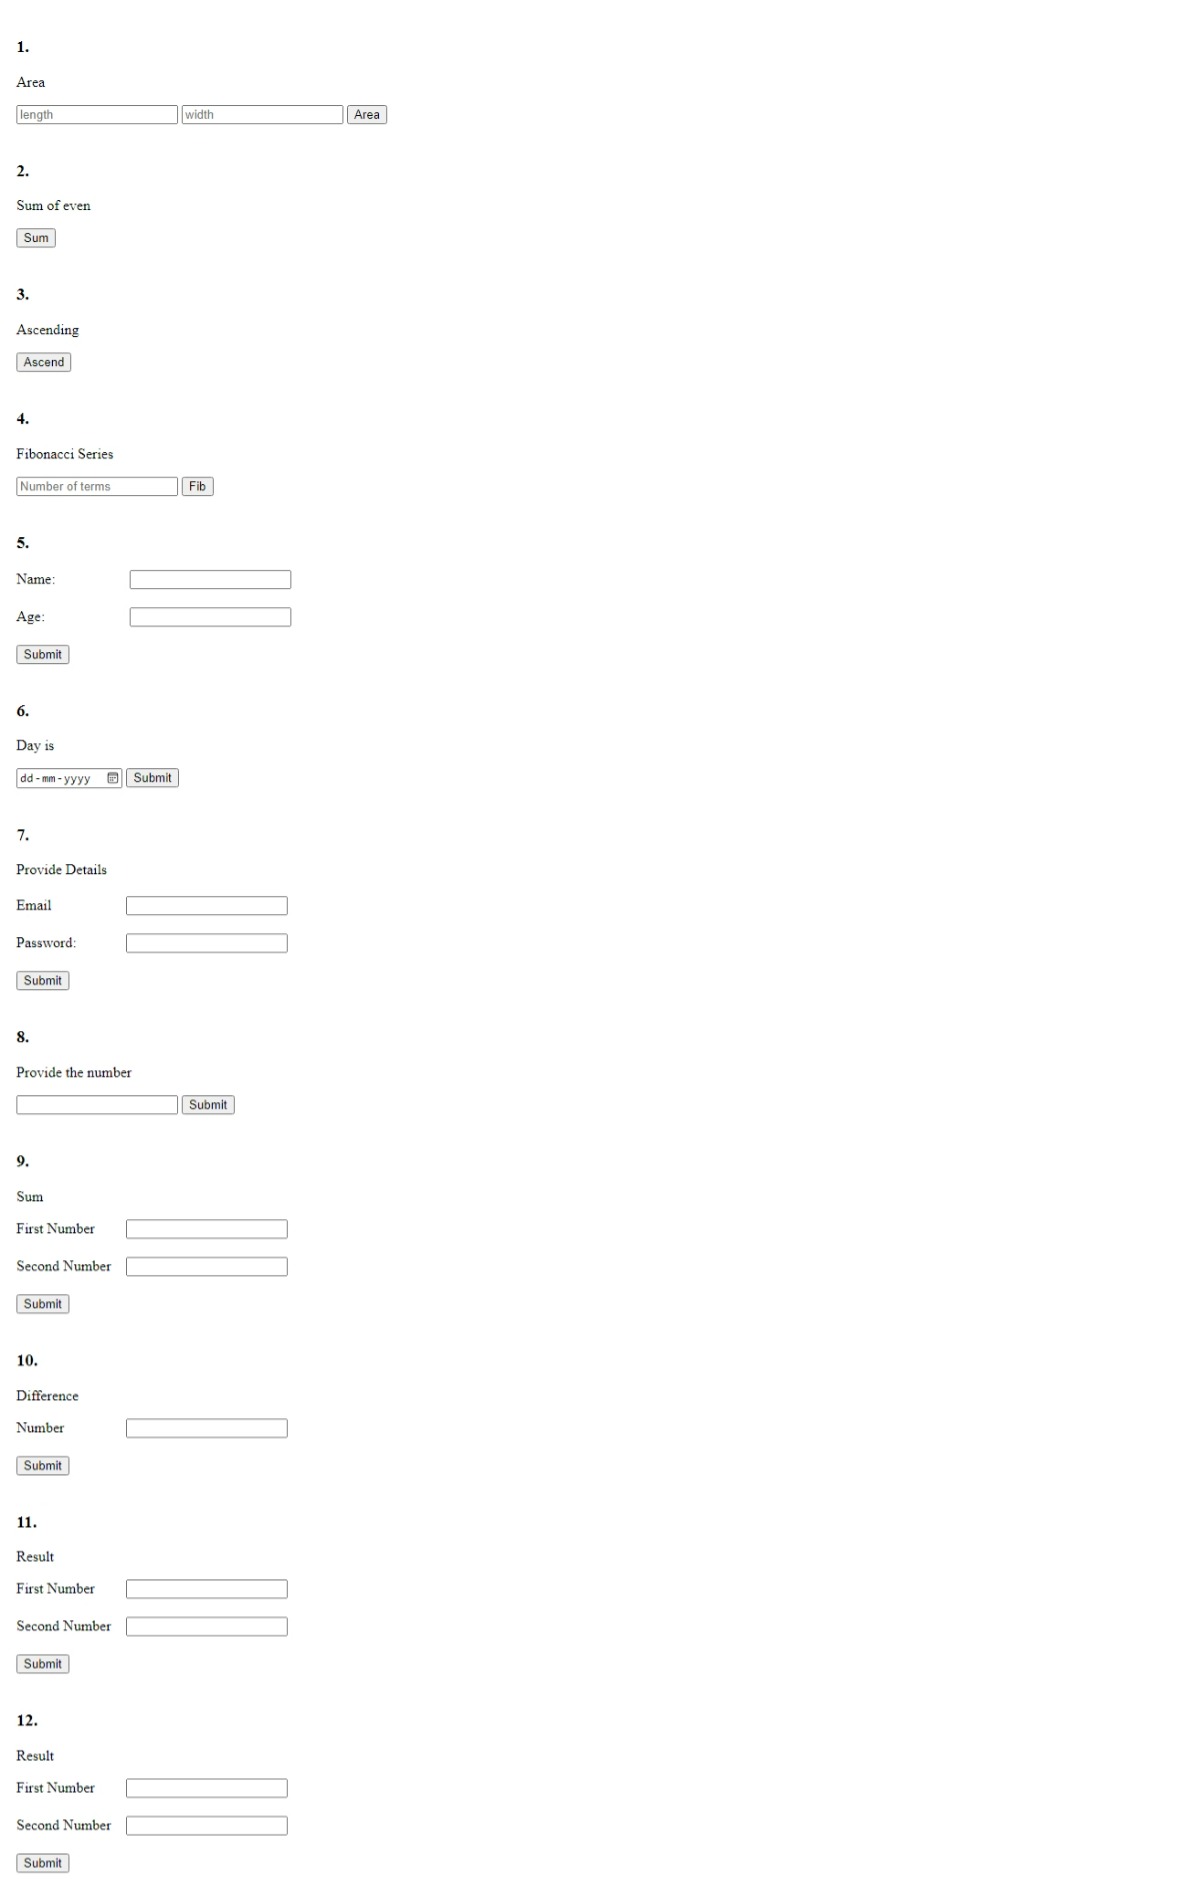 1.
Area
length width Area
2.
Sum of even
Sum
3.
Ascending
Ascend
4.
Fibonacci Series
Number of terms Fib
5.
Name:
Age:
Submit
6.
Day is
dd-mm-yyyy Submit
7.
Provide Details
Email
Password:
Submit
8.
Provide the number
Submit
9.
Sum
First Number
Second Number
Submit
10.
Difference
Number
Submit
11.
Result
First Number
Second Number
Submit
12.
Result
First Number
Second Number
Submit